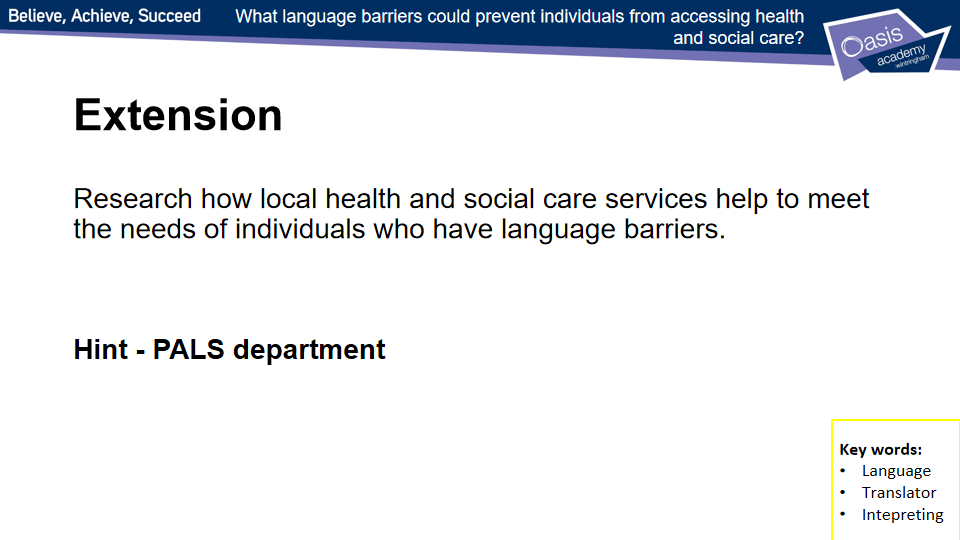 Believe, Achieve, Succeed
What language barriers could prevent individuals from accessing health
and social care?
Oasis
academy
wintringham
Extension
Research how local health and social care services help to meet
the needs of individuals who have language barriers.
Hint - PALS department
Key words:
• Language
• Translator
• Intepreting